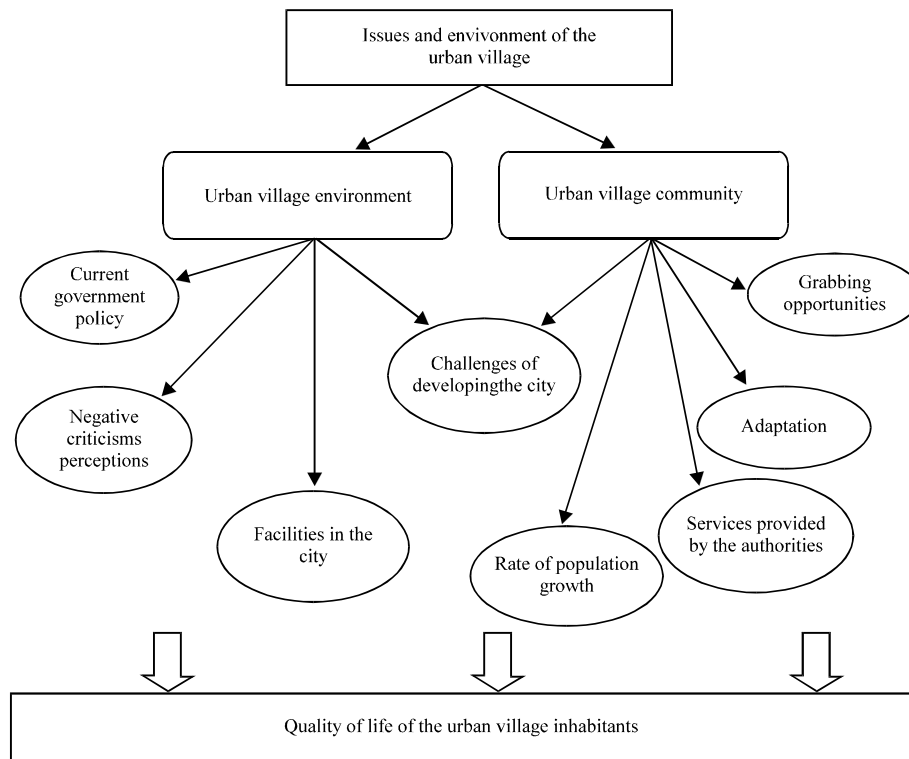 Issues and envivonment of the
urban village
Urban village environment
Urban village community
Current
government
policy
Grabbing
opportunities
Challenges of
developingthe city
Negative
criticisms
perceptions
Adaptation
Facilities in the
city
Services provided
by the authorities
Rate of population
growth
Quality of life of the urban village inhabitants